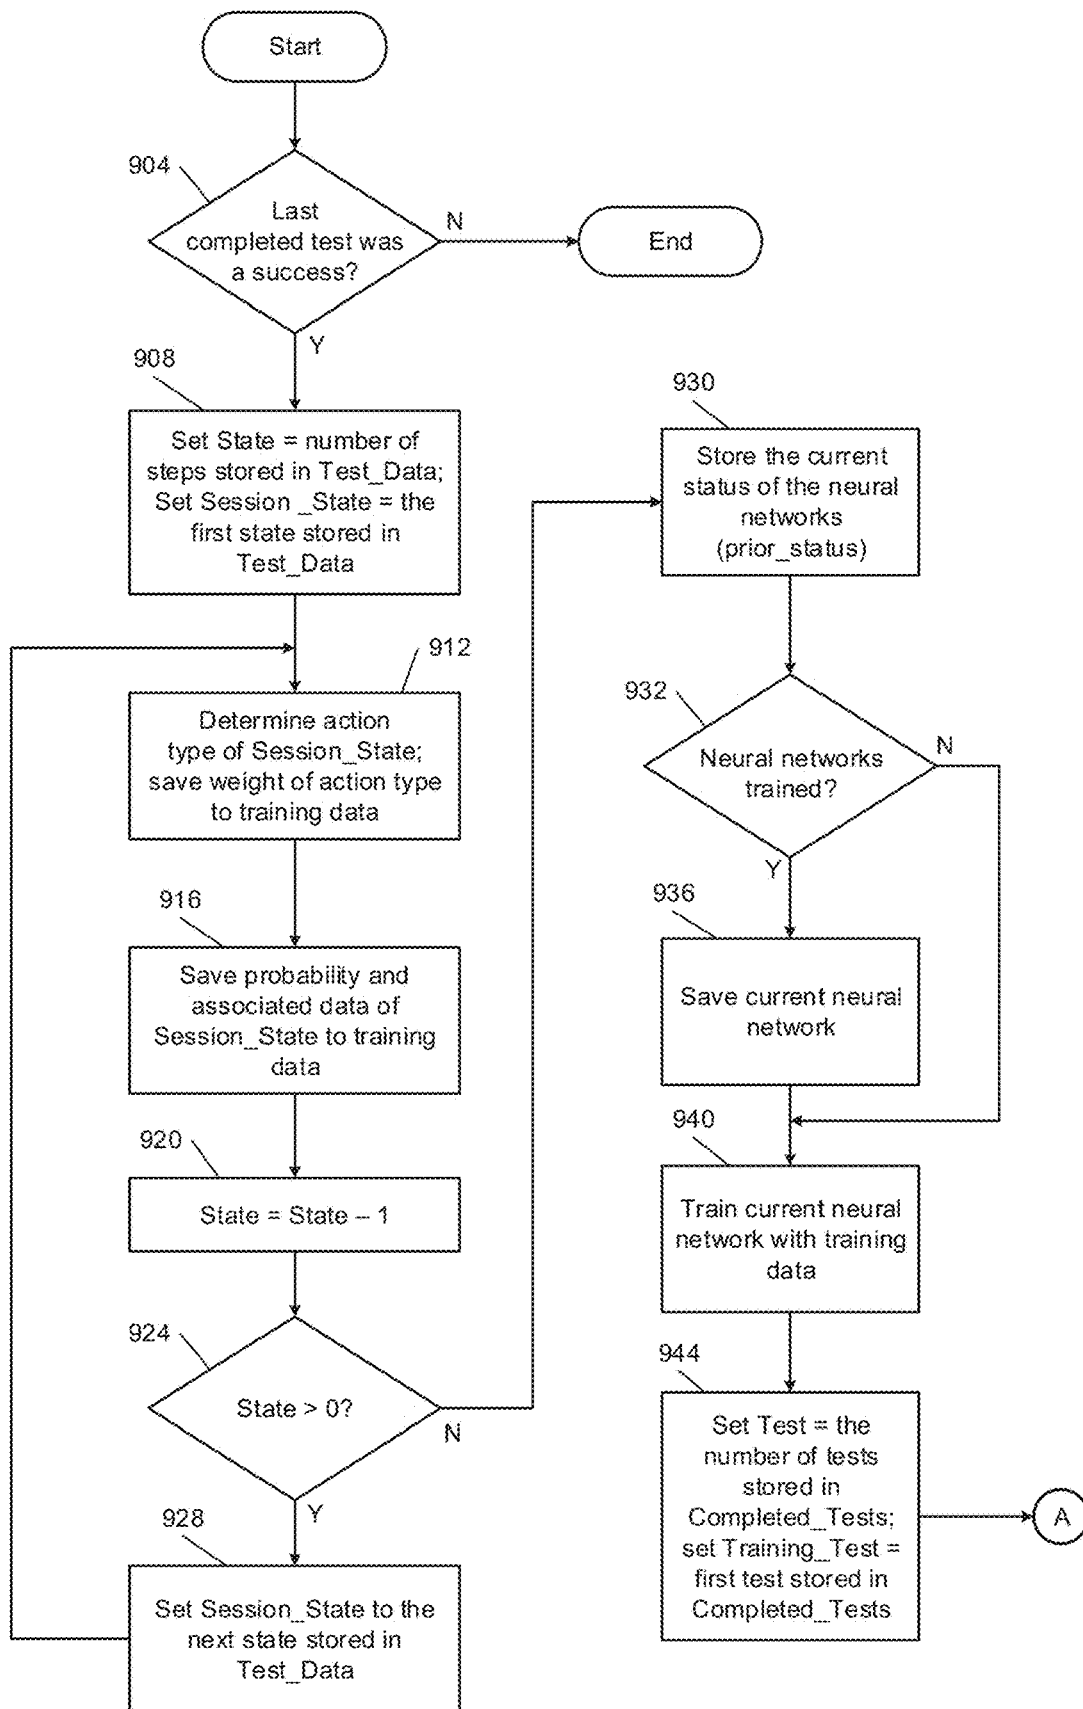 Start
904
Last
completed test was
a success?
N
End
Y
908
Set State = number of
steps stored in Test_Data;
Set Session _State = the
first state stored in
Test_Data
912
Determine action
type of Session_State;
save weight of action type
to training data
916
Save probability and
associated data of
Session_State to training
data
920
State = State – 1
924
State > 0?
N
Y
928
Set Session_State to the
next state stored in
Test_Data
930
Store the current
status of the neural
networks
(prior_status)
932
Neural networks
trained?
N
Y
936
Save current neural
network
940
Train current neural
network with training
data
944
Set Test = the
number of tests
stored in
Completed_Tests;
set Training_Test =
first test stored in
Completed_Tests
A